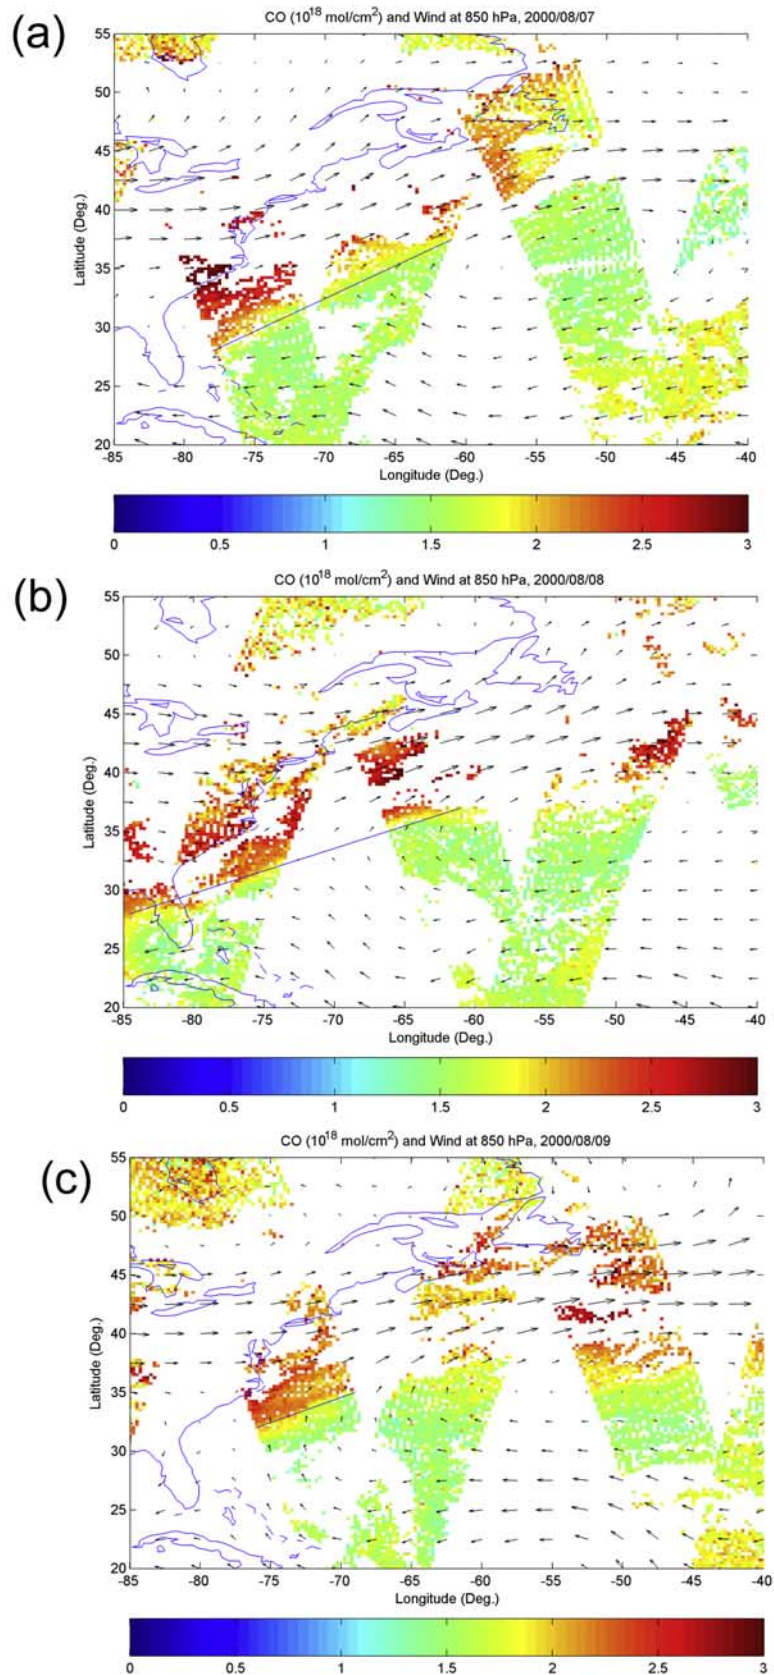 (a)
CO (10^18 mol/cm^2) and Wind at 850 hPa, 2000/08/07
55
50
45
40
35
30
25
20
Latitude (Deg.)
-85 -80 -75 -70 -65 -60 -55 -50 -45 -40
Longitude (Deg.)
0 0.5 1 1.5 2 2.5 3
(b)
CO (10^18 mol/cm^2) and Wind at 850 hPa, 2000/08/08
55
50
45
40
35
30
25
20
Latitude (Deg.)
-85 -80 -75 -70 -65 -60 -55 -50 -45 -40
Longitude (Deg.)
0 0.5 1 1.5 2 2.5 3
(c)
CO (10^18 mol/cm^2) and Wind at 850 hPa, 2000/08/09
55
50
45
40
35
30
25
20
Latitude (Deg.)
-85 -80 -75 -70 -65 -60 -55 -50 -45 -40
Longitude (Deg.)
0 0.5 1 1.5 2 2.5 3